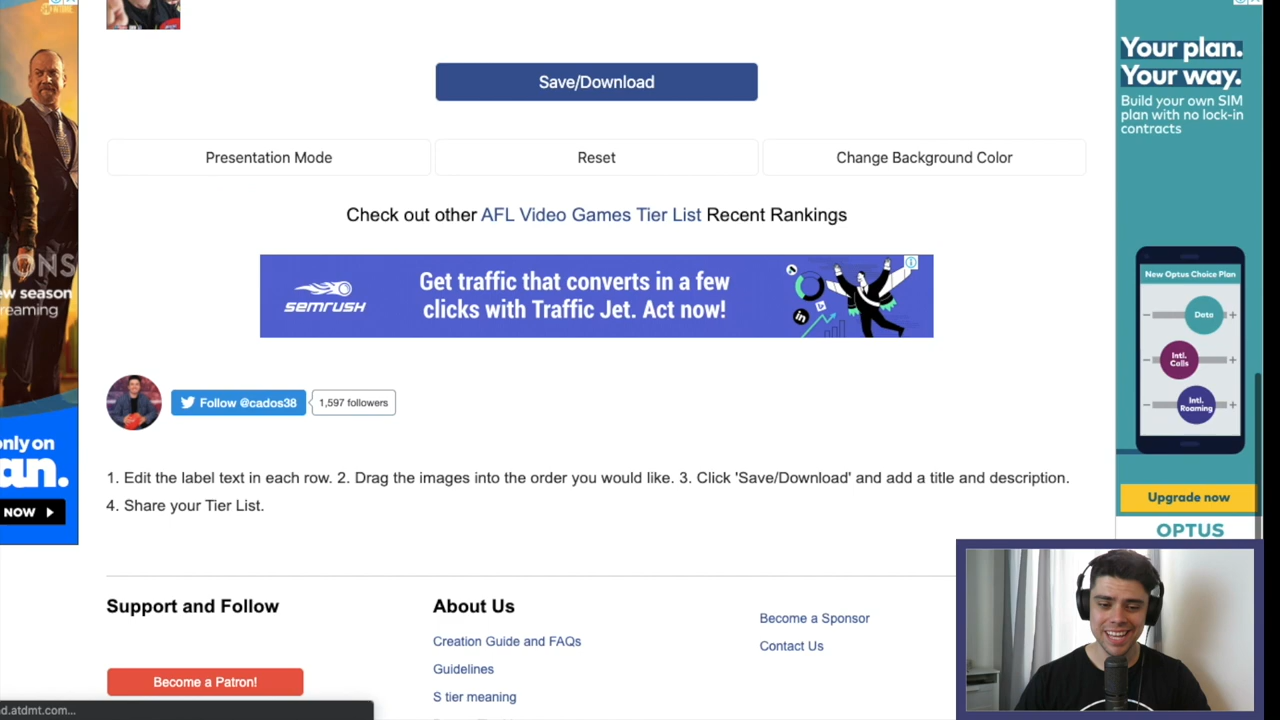 Save/Download
Presentation Mode
Reset
Change Background Color
Check out other AFL Video Games Tier List Recent Rankings
semrush
Get traffic that converts in a few
clicks with Traffic Jet. Act now!
in
Follow @cados38
1,597 followers
1. Edit the label text in each row. 2. Drag the images into the order you would like. 3. Click 'Save/Download' and add a title and description.
4. Share your Tier List.
Support and Follow
Become a Patron!
About Us
Creation Guide and FAQs
Guidelines
S tier meaning
Become a Sponsor
Contact Us
d.atdmt.com...
IONS
ew season
reaming
only on
an.
NOW
Your plan.
Your way.
Build your own SIM
plan with no lock-in
contracts
New Optus Choice Plan
Data
Intl.
Calls
Intl.
Roaming
Upgrade now
OPTUS